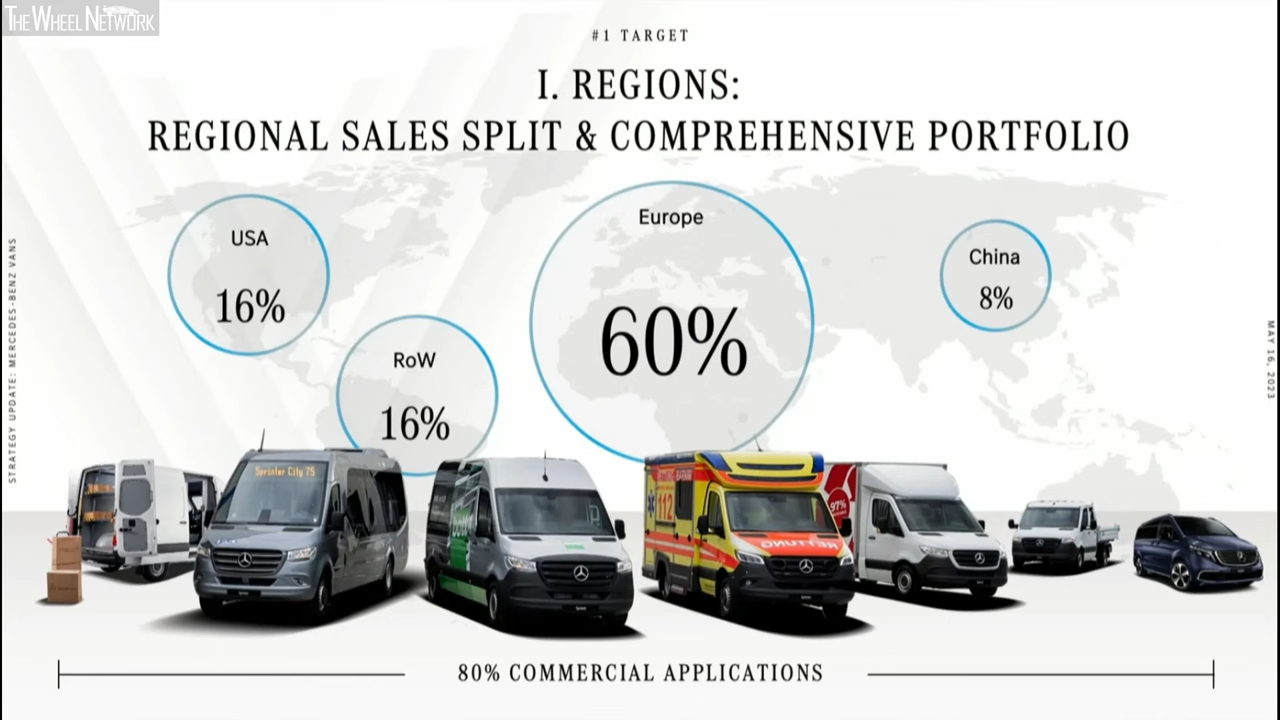 THE WHEEL NETWORK
#1 TARGET
I. REGIONS:
REGIONAL SALES SPLIT & COMPREHENSIVE PORTFOLIO
USA
16%
RoW
16%
Europe
60%
China
8%
STRATEGY UPDATE: MERCEDES-BENZ VANS
MAY 16, 2023
Sprinter City 75
112
RETTUNG
97%
80% COMMERCIAL APPLICATIONS